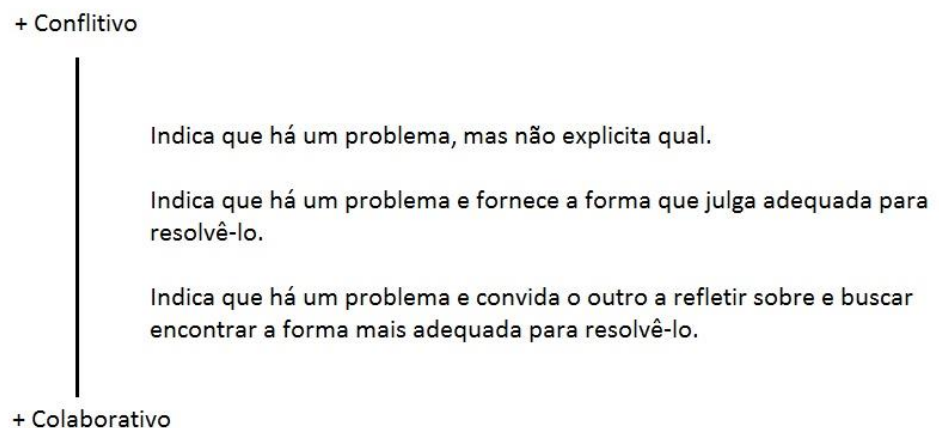 + Conflitivo
Indica que há um problema, mas não explicita qual.
Indica que há um problema e fornece a forma que julga adequada para
resolvê-lo.
Indica que há um problema e convida o outro a refletir sobre e buscar
encontrar a forma mais adequada para resolvê-lo.
+ Colaborativo